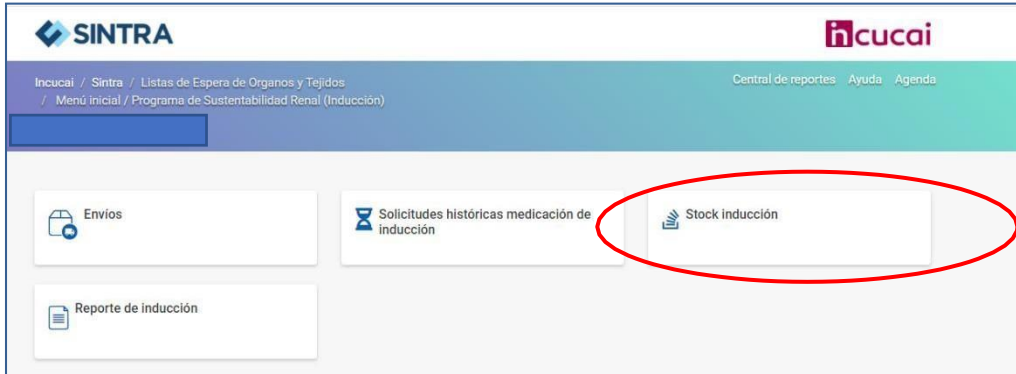 SINTRA
incucai
Incucai / Sintra / Listas de Espera de Organos y Tejidos
/ Menú inicial / Programa de Sustentabilidad Renal (Inducción)
Central de reportes Ayuda Agenda
Envíos
Solicitudes históricas medicación de
inducción
Stock inducción
Reporte de inducción